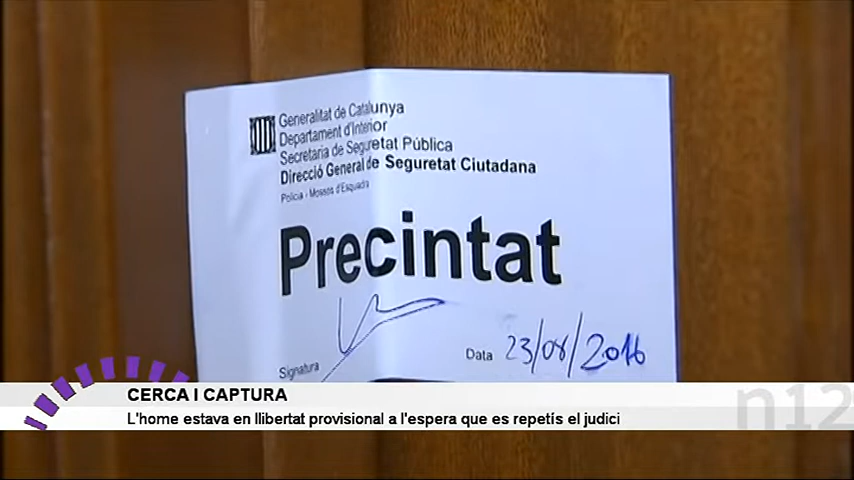 Generalitat de Catalunya
Departament d'Interior
Secretaria de Seguretat Pública
Direcció General de Seguretat Ciutadana
Policia - Mossos d'Esquadra
Precintat
Signatura
Data 23/08/2016
CERCA I CAPTURA
L'home estava en llibertat provisional a l'espera que es repetís el judici
n12